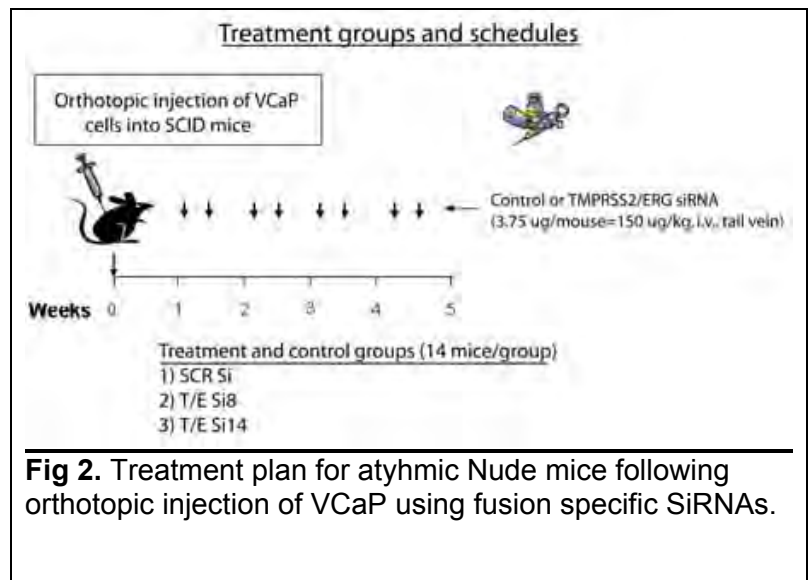 Treatment groups and schedules
Orthotopic injection of VCaP
cells into SCID mice
Control or TMPRSS2/ERG siRNA
(3.75 ug/mouse=150 ug/kg, i.v., tail vein)
Weeks 0 1 2 3 4 5
Treatment and control groups (14 mice/group)
1) SCR Si
2) T/E Si8
3) T/E Si14
Fig 2. Treatment plan for atyhmic Nude mice following
orthotopic injection of VCaP using fusion specific SiRNAs.